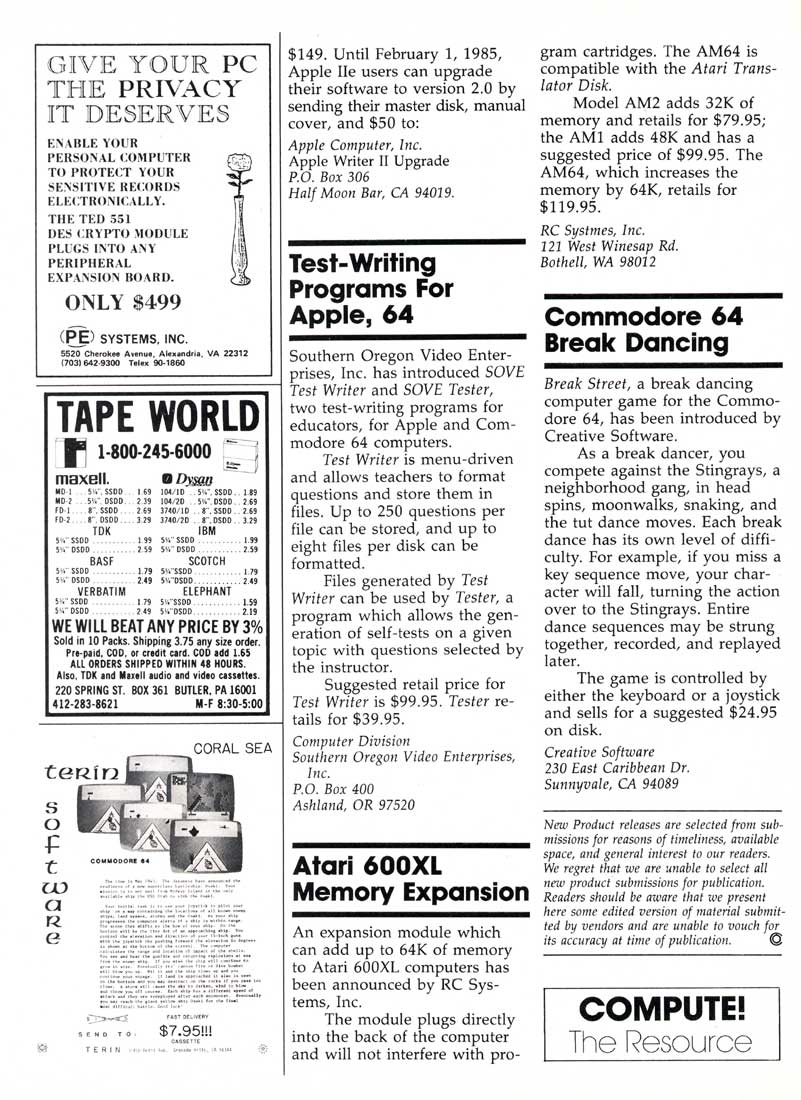 GIVE YOUR PC
THE PRIVACY
IT DESERVES
ENABLE YOUR
PERSONAL COMPUTER
TO PROTECT YOUR
SENSITIVE RECORDS
ELECTRONICALLY.
THE TED 551
DES CRYPTO MODULE
PLUGS INTO ANY
PERIPHERAL
EXPANSION BOARD.
ONLY $499
PE SYSTEMS, INC.
5520 Cherokee Avenue, Alexandria, VA 22312
(703) 642-9300 Telex 90-1860
TAPE WORLD
1-800-245-6000
maxell. Dysan
MD-1 ... 5¼", SSDD ... 1.69 104/1D .. 5¼", SSDD .. 1.89
MD-2 ... 5¼", DSDD ... 2.39 104/2D .. 5¼", DSDD .. 2.69
FD-1 .... 8", SSDD ... 2.69 3740/1D .. 8", SSDD .. 2.69
FD-2 .... 8", DSDD .... 3.29 3740/2D .. 8", DSDD .. 3.29
TDK IBM
5¼" SSDD ............ 1.99 5¼" SSDD ............ 1.99
5¼" DSDD ............ 2.59 5¼" DSDD ............ 2.59
BASF SCOTCH
5¼" SSDD ............ 1.79 5¼"SSDD ............ 1.79
5¼" DSDD ............ 2.49 5¼"DSDD ............ 2.49
VERBATIM ELEPHANT
5¼" SSDD ............ 1.79 5¼"SSDD ............ 1.59
5¼" DSDD ............ 2.49 5¼"DSDD ............ 2.19
WE WILL BEAT ANY PRICE BY 3%
Sold in 10 Packs. Shipping 3.75 any size order.
Pre-paid, COD, or credit card. COD add 1.65
ALL ORDERS SHIPPED WITHIN 48 HOURS.
Also, TDK and Maxell audio and video cassettes.
220 SPRING ST. BOX 361 BUTLER, PA 16001
412-283-8621 M-F 8:30-5:00
CORAL SEA
terin
software
COMMODORE 64
FAST DELIVERY
SEND TO: $7.95!!!
CASSETTE
TERIN
$149. Until February 1, 1985,
Apple IIe users can upgrade
their software to version 2.0 by
sending their master disk, manual
cover, and $50 to:
Apple Computer, Inc.
Apple Writer II Upgrade
P.O. Box 306
Half Moon Bar, CA 94019.
Test-Writing
Programs For
Apple, 64
Southern Oregon Video Enter-
prises, Inc. has introduced SOVE
Test Writer and SOVE Tester,
two test-writing programs for
educators, for Apple and Com-
modore 64 computers.
Test Writer is menu-driven
and allows teachers to format
questions and store them in
files. Up to 250 questions per
file can be stored, and up to
eight files per disk can be
formatted.
Files generated by Test
Writer can be used by Tester, a
program which allows the gen-
eration of self-tests on a given
topic with questions selected by
the instructor.
Suggested retail price for
Test Writer is $99.95. Tester re-
tails for $39.95.
Computer Division
Southern Oregon Video Enterprises,
Inc.
P.O. Box 400
Ashland, OR 97520
Atari 600XL
Memory Expansion
An expansion module which
can add up to 64K of memory
to Atari 600XL computers has
been announced by RC Sys-
tems, Inc.
The module plugs directly
into the back of the computer
and will not interfere with pro-
gram cartridges. The AM64 is
compatible with the Atari Trans-
lator Disk.
Model AM2 adds 32K of
memory and retails for $79.95;
the AM1 adds 48K and has a
suggested price of $99.95. The
AM64, which increases the
memory by 64K, retails for
$119.95.
RC Systmes, Inc.
121 West Winesap Rd.
Bothell, WA 98012
Commodore 64
Break Dancing
Break Street, a break dancing
computer game for the Commo-
dore 64, has been introduced by
Creative Software.
As a break dancer, you
compete against the Stingrays, a
neighborhood gang, in head
spins, moonwalks, snaking, and
the tut dance moves. Each break
dance has its own level of diffi-
culty. For example, if you miss a
key sequence move, your char-
acter will fall, turning the action
over to the Stingrays. Entire
dance sequences may be strung
together, recorded, and replayed
later.
The game is controlled by
either the keyboard or a joystick
and sells for a suggested $24.95
on disk.
Creative Software
230 East Caribbean Dr.
Sunnyvale, CA 94089
New Product releases are selected from sub-
missions for reasons of timeliness, available
space, and general interest to our readers.
We regret that we are unable to select all
new product submissions for publication.
Readers should be aware that we present
here some edited version of material submit-
ted by vendors and are unable to vouch for
its accuracy at time of publication. ©
COMPUTE!
The Resource